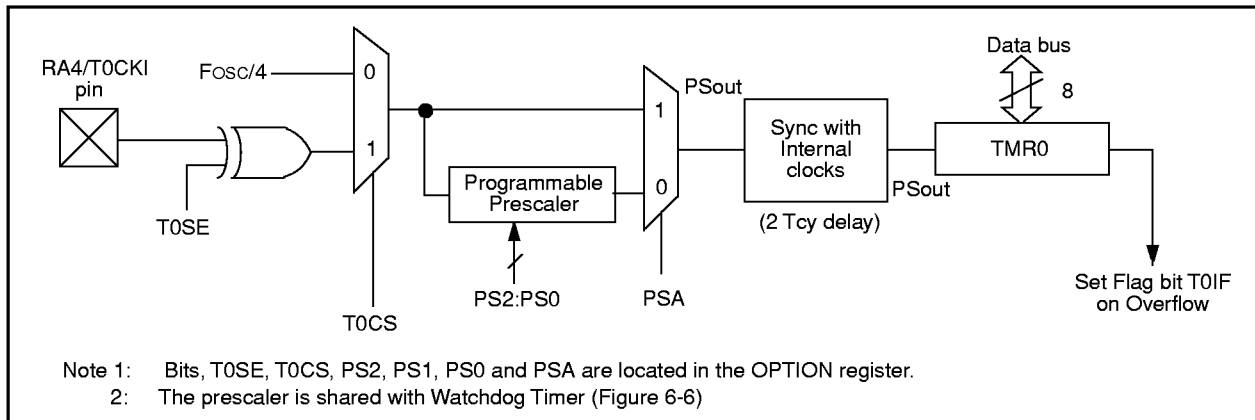 RA4/T0CKI
pin
FOSC/4
0
1
T0SE
T0CS
Programmable
Prescaler
PS2:PS0
1
0
PSA
PSout
Sync with
Internal
clocks
(2 Tcy delay)
PSout
Data bus
8
TMR0
Set Flag bit T0IF
on Overflow
Note 1: Bits, T0SE, T0CS, PS2, PS1, PS0 and PSA are located in the OPTION register.
2: The prescaler is shared with Watchdog Timer (Figure 6-6)